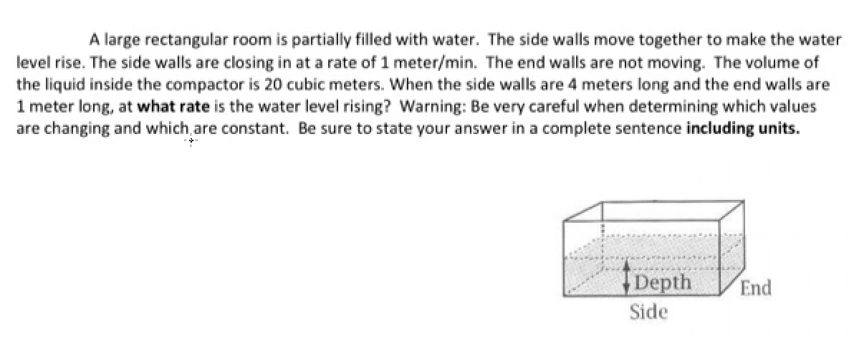 A large rectangular room is partially filled with water. The side walls move together to make the water
level rise. The side walls are closing in at a rate of 1 meter/min. The end walls are not moving. The volume of
the liquid inside the compactor is 20 cubic meters. When the side walls are 4 meters long and the end walls are
1 meter long, at what rate is the water level rising? Warning: Be very careful when determining which values
are changing and which are constant. Be sure to state your answer in a complete sentence including units.
Depth
End
Side